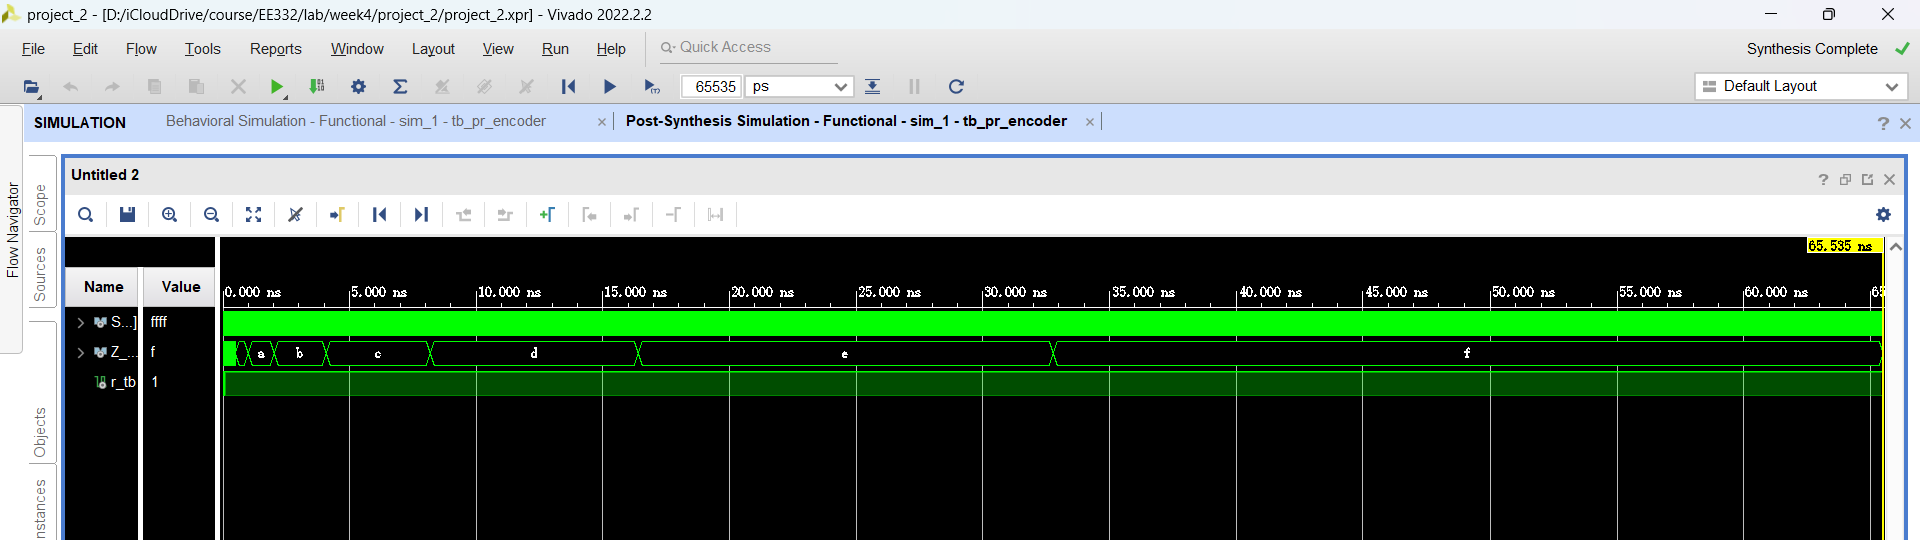 project_2 - [D:/iCloudDrive/course/EE332/lab/week4/project_2/project_2.xpr] - Vivado 2022.2.2
File Edit Flow Tools Reports Window Layout View Run Help Quick Access Synthesis Complete
65535 ps Default Layout
SIMULATION Behavioral Simulation - Functional - sim_1 - tb_pr_encoder × Post-Synthesis Simulation - Functional - sim_1 - tb_pr_encoder × ? ×
Flow Navigator
Scope
Sources
Objects
nstances
Untitled 2
65.535 ns
Name Value
0.000 ns 5.000 ns 10.000 ns 15.000 ns 20.000 ns 25.000 ns 30.000 ns 35.000 ns 40.000 ns 45.000 ns 50.000 ns 55.000 ns 60.000 ns 65
S...] ffff
Z_... f a b c d e f
r_tb 1